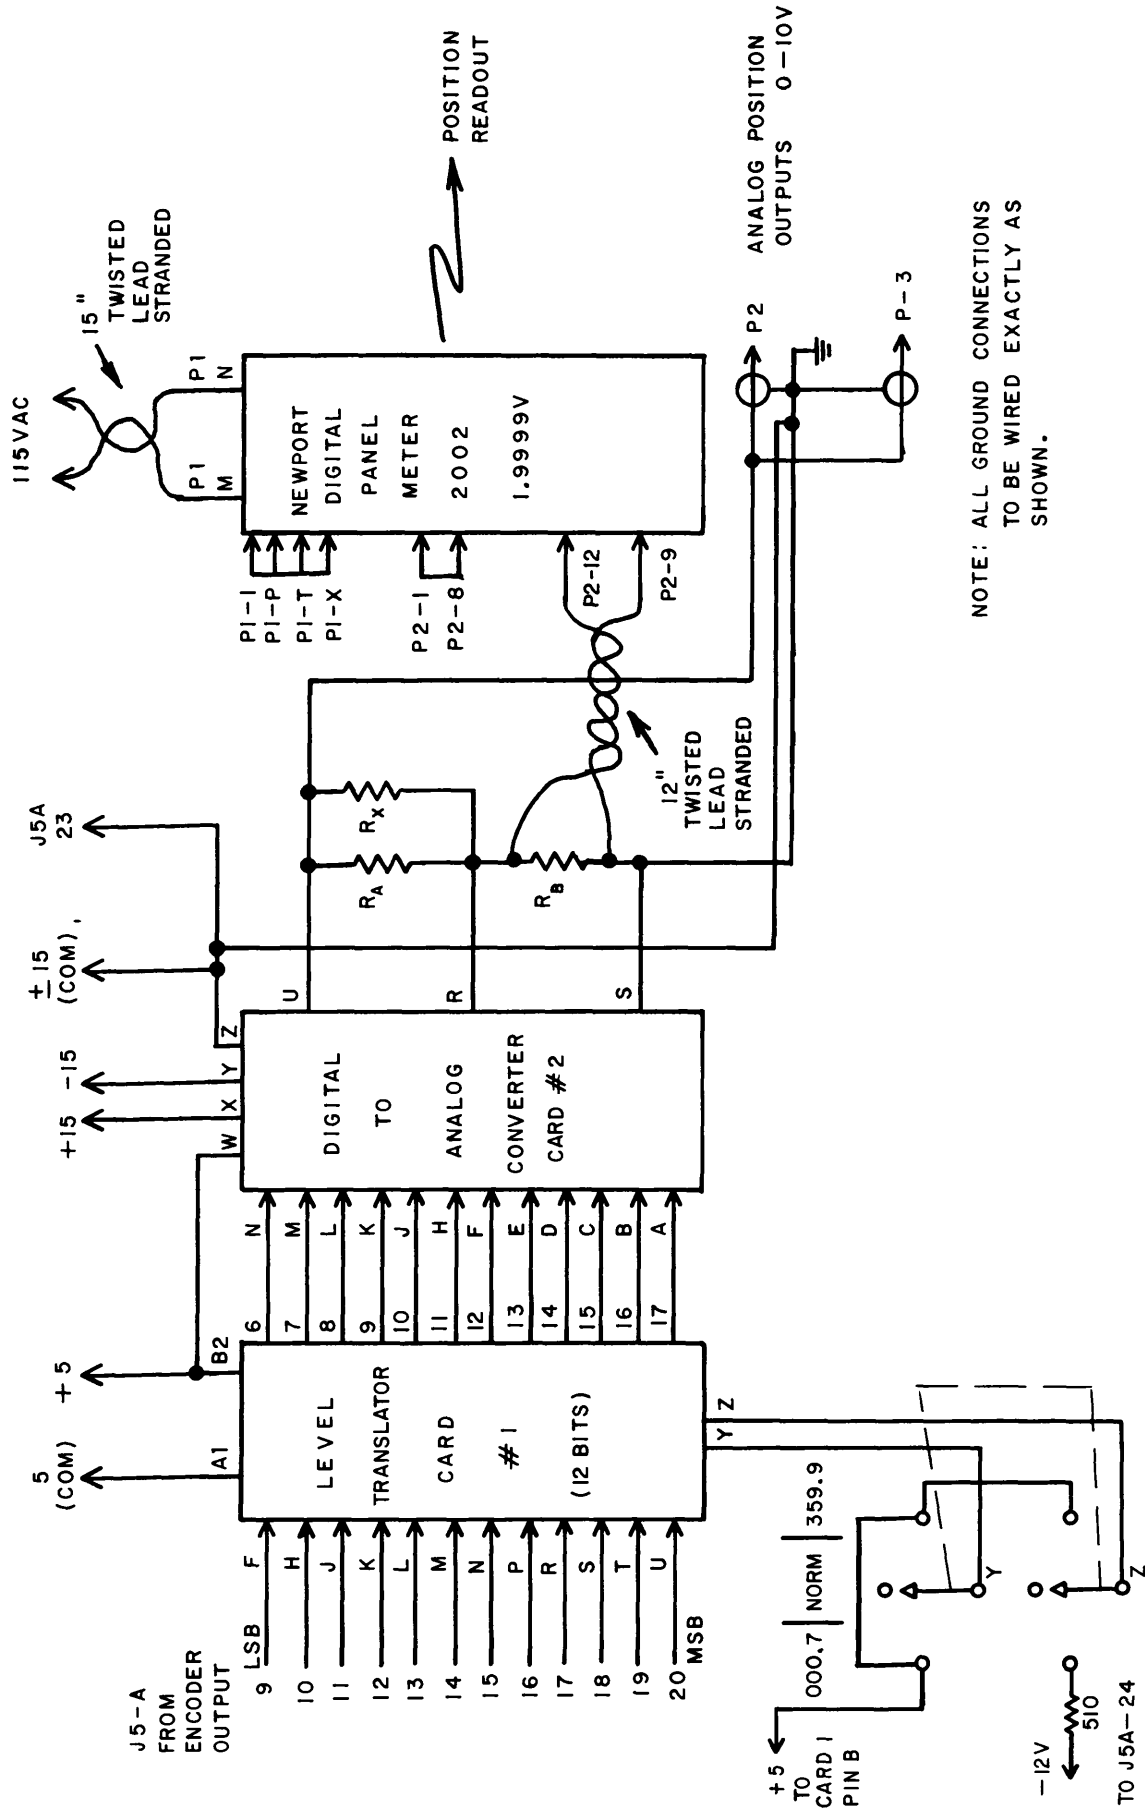 115VAC
15"
TWISTED
LEAD
STRANDED
P1
M
P1
N
NEWPORT
DIGITAL
PANEL
METER
2002
1.9999V
P1-1
P1-P
P1-T
P1-X
P2-1
P2-8
P2-12
P2-9
POSITION
READOUT
12"
TWISTED
LEAD
STRANDED
P2
P-3
ANALOG POSITION
OUTPUTS 0-10V
NOTE: ALL GROUND CONNECTIONS
TO BE WIRED EXACTLY AS
SHOWN.
J5A
23
±15
(COM),
-15
+15
W
X
Y
Z
U
R
S
RA
RX
RB
DIGITAL
TO
ANALOG
CONVERTER
CARD #2
N
M
L
K
J
H
F
E
D
C
B
A
6
7
8
9
10
11
12
13
14
15
16
17
+5
5
(COM)
A1
B2
LEVEL
TRANSLATOR
CARD
#1
(12 BITS)
Y
Z
J5-A
FROM
ENCODER
OUTPUT
9 LSB F
10 H
11 J
12 K
13 L
14 M
15 N
16 P
17 R
18 S
19 T
20 MSB U
000.7 | NORM | 359.9
Y
Z
+5
TO
CARD 1
PIN B
-12V
510
TO J5A-24